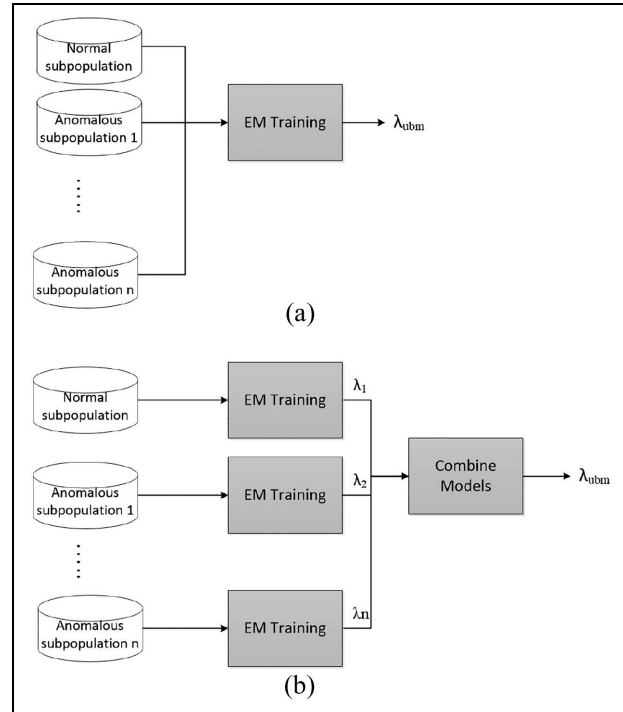 Normal
subpopulation
Anomalous
subpopulation 1
EM Training
λubm
Anomalous
subpopulation n
(a)
Normal
subpopulation
EM Training
λ1
Anomalous
subpopulation 1
EM Training
λ2
Combine
Models
λubm
Anomalous
subpopulation n
EM Training
λn
(b)